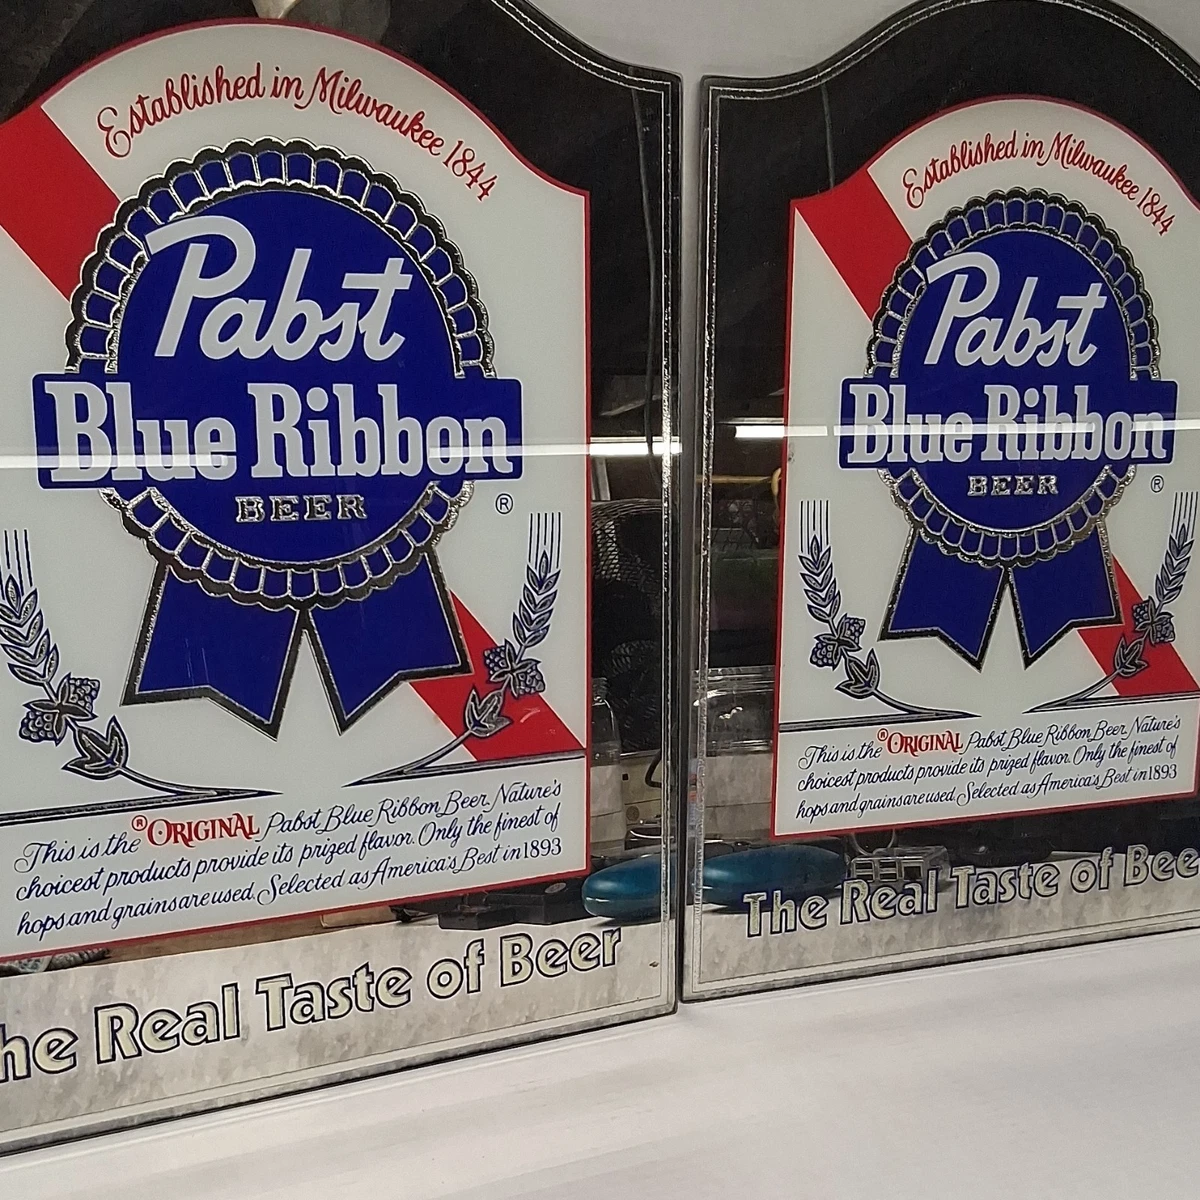 Established in Milwaukee 1844
Pabst
Blue Ribbon
BEER
®
This is the ®ORIGINAL Pabst Blue Ribbon Beer. Nature's
choicest products provide its prized flavor. Only the finest of
hops and grains are used. Selected as America's Best in 1893
he Real Taste of Beer
Established in Milwaukee 1844
Pabst
Blue Ribbon
BEER
®
This is the ®ORIGINAL Pabst Blue Ribbon Beer. Nature's
choicest products provide its prized flavor. Only the finest of
hops and grains are used. Selected as America's Best in 1893
The Real Taste of Bee